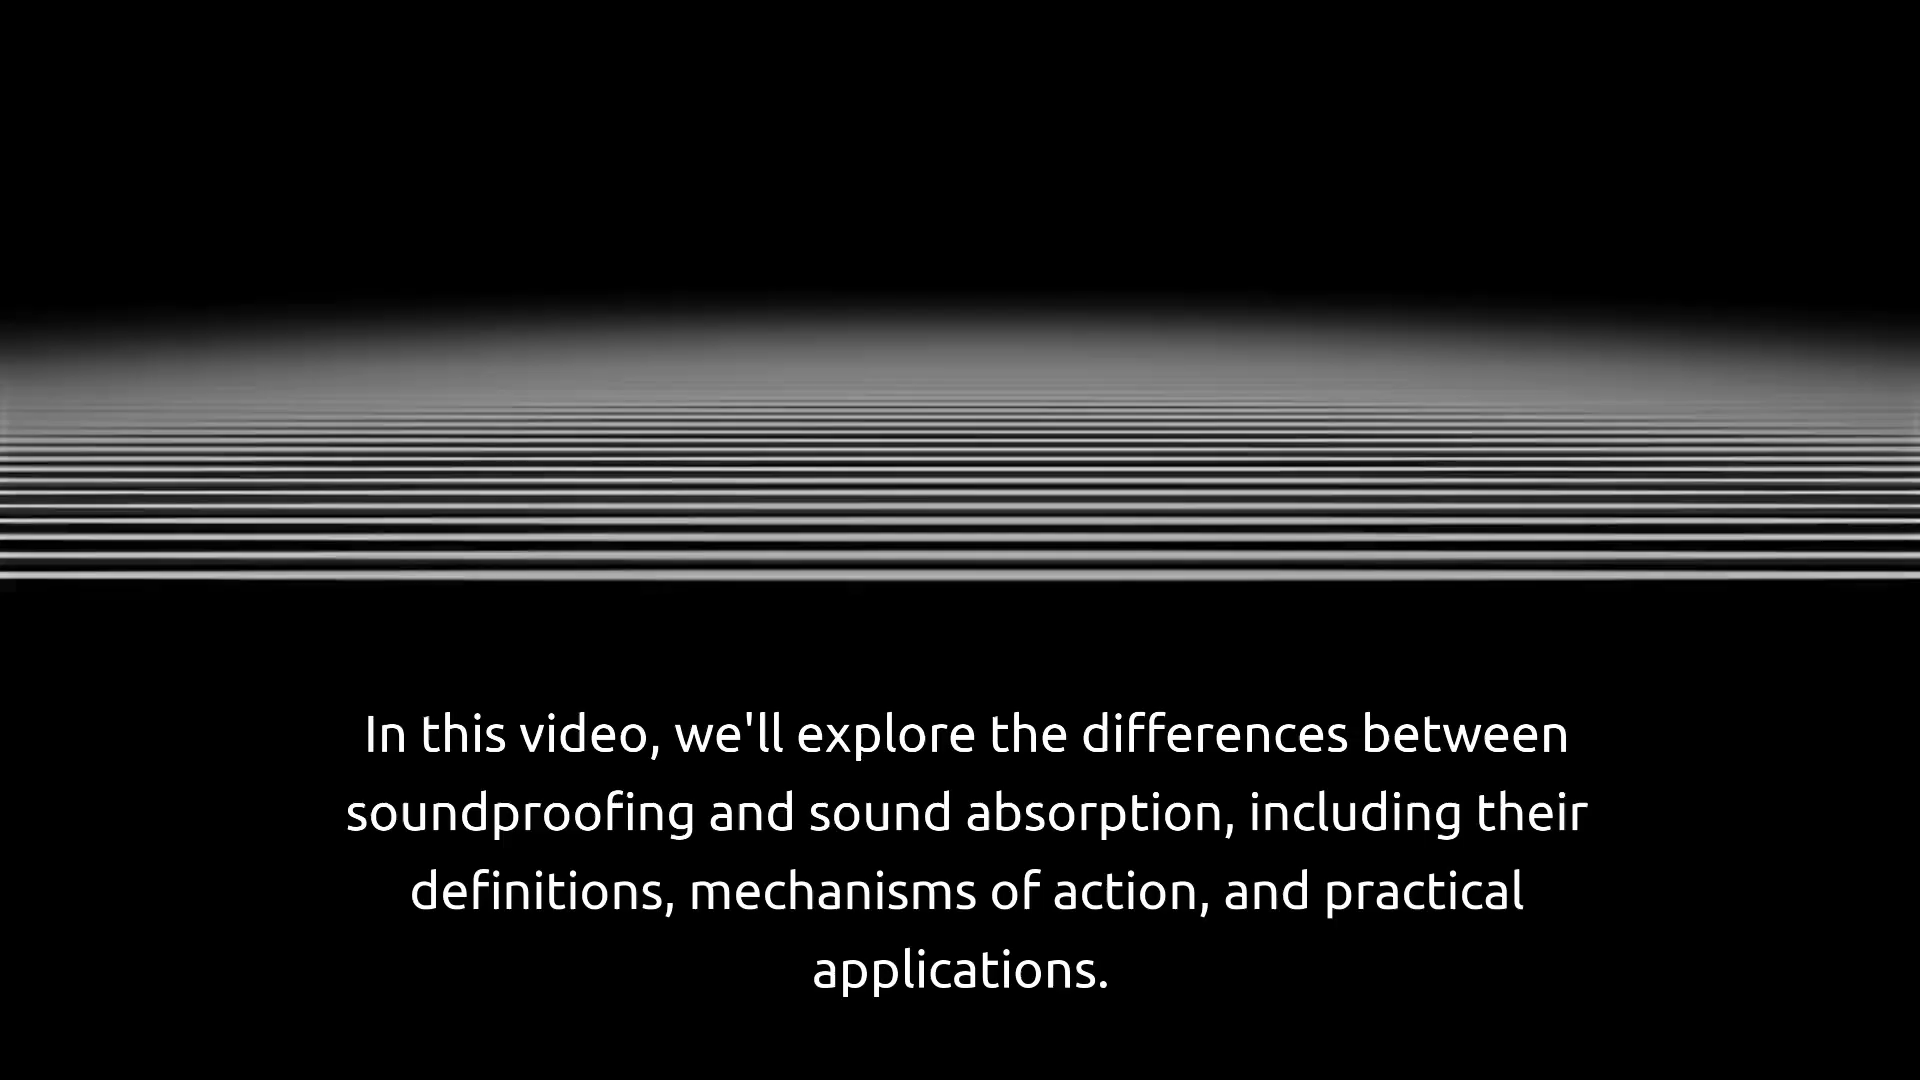 In this video, we'll explore the differences between
soundproofing and sound absorption, including their
definitions, mechanisms of action, and practical
applications.